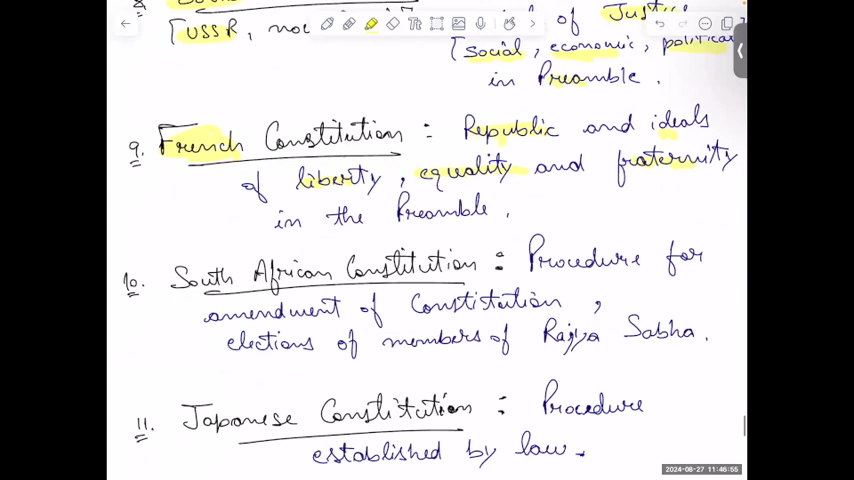 of Justice
[USSR, no
[social, economic, political
in Preamble.
9. French Constitution : Republic and ideals
of liberty, equality and fraternity
in the Preamble.
10. South African Constitution : Procedure for
amendment of Constitution,
elections of members of Rajya Sabha.
11. Japanese Constitution : Procedure
established by law.
2024-08-27 11:46:55